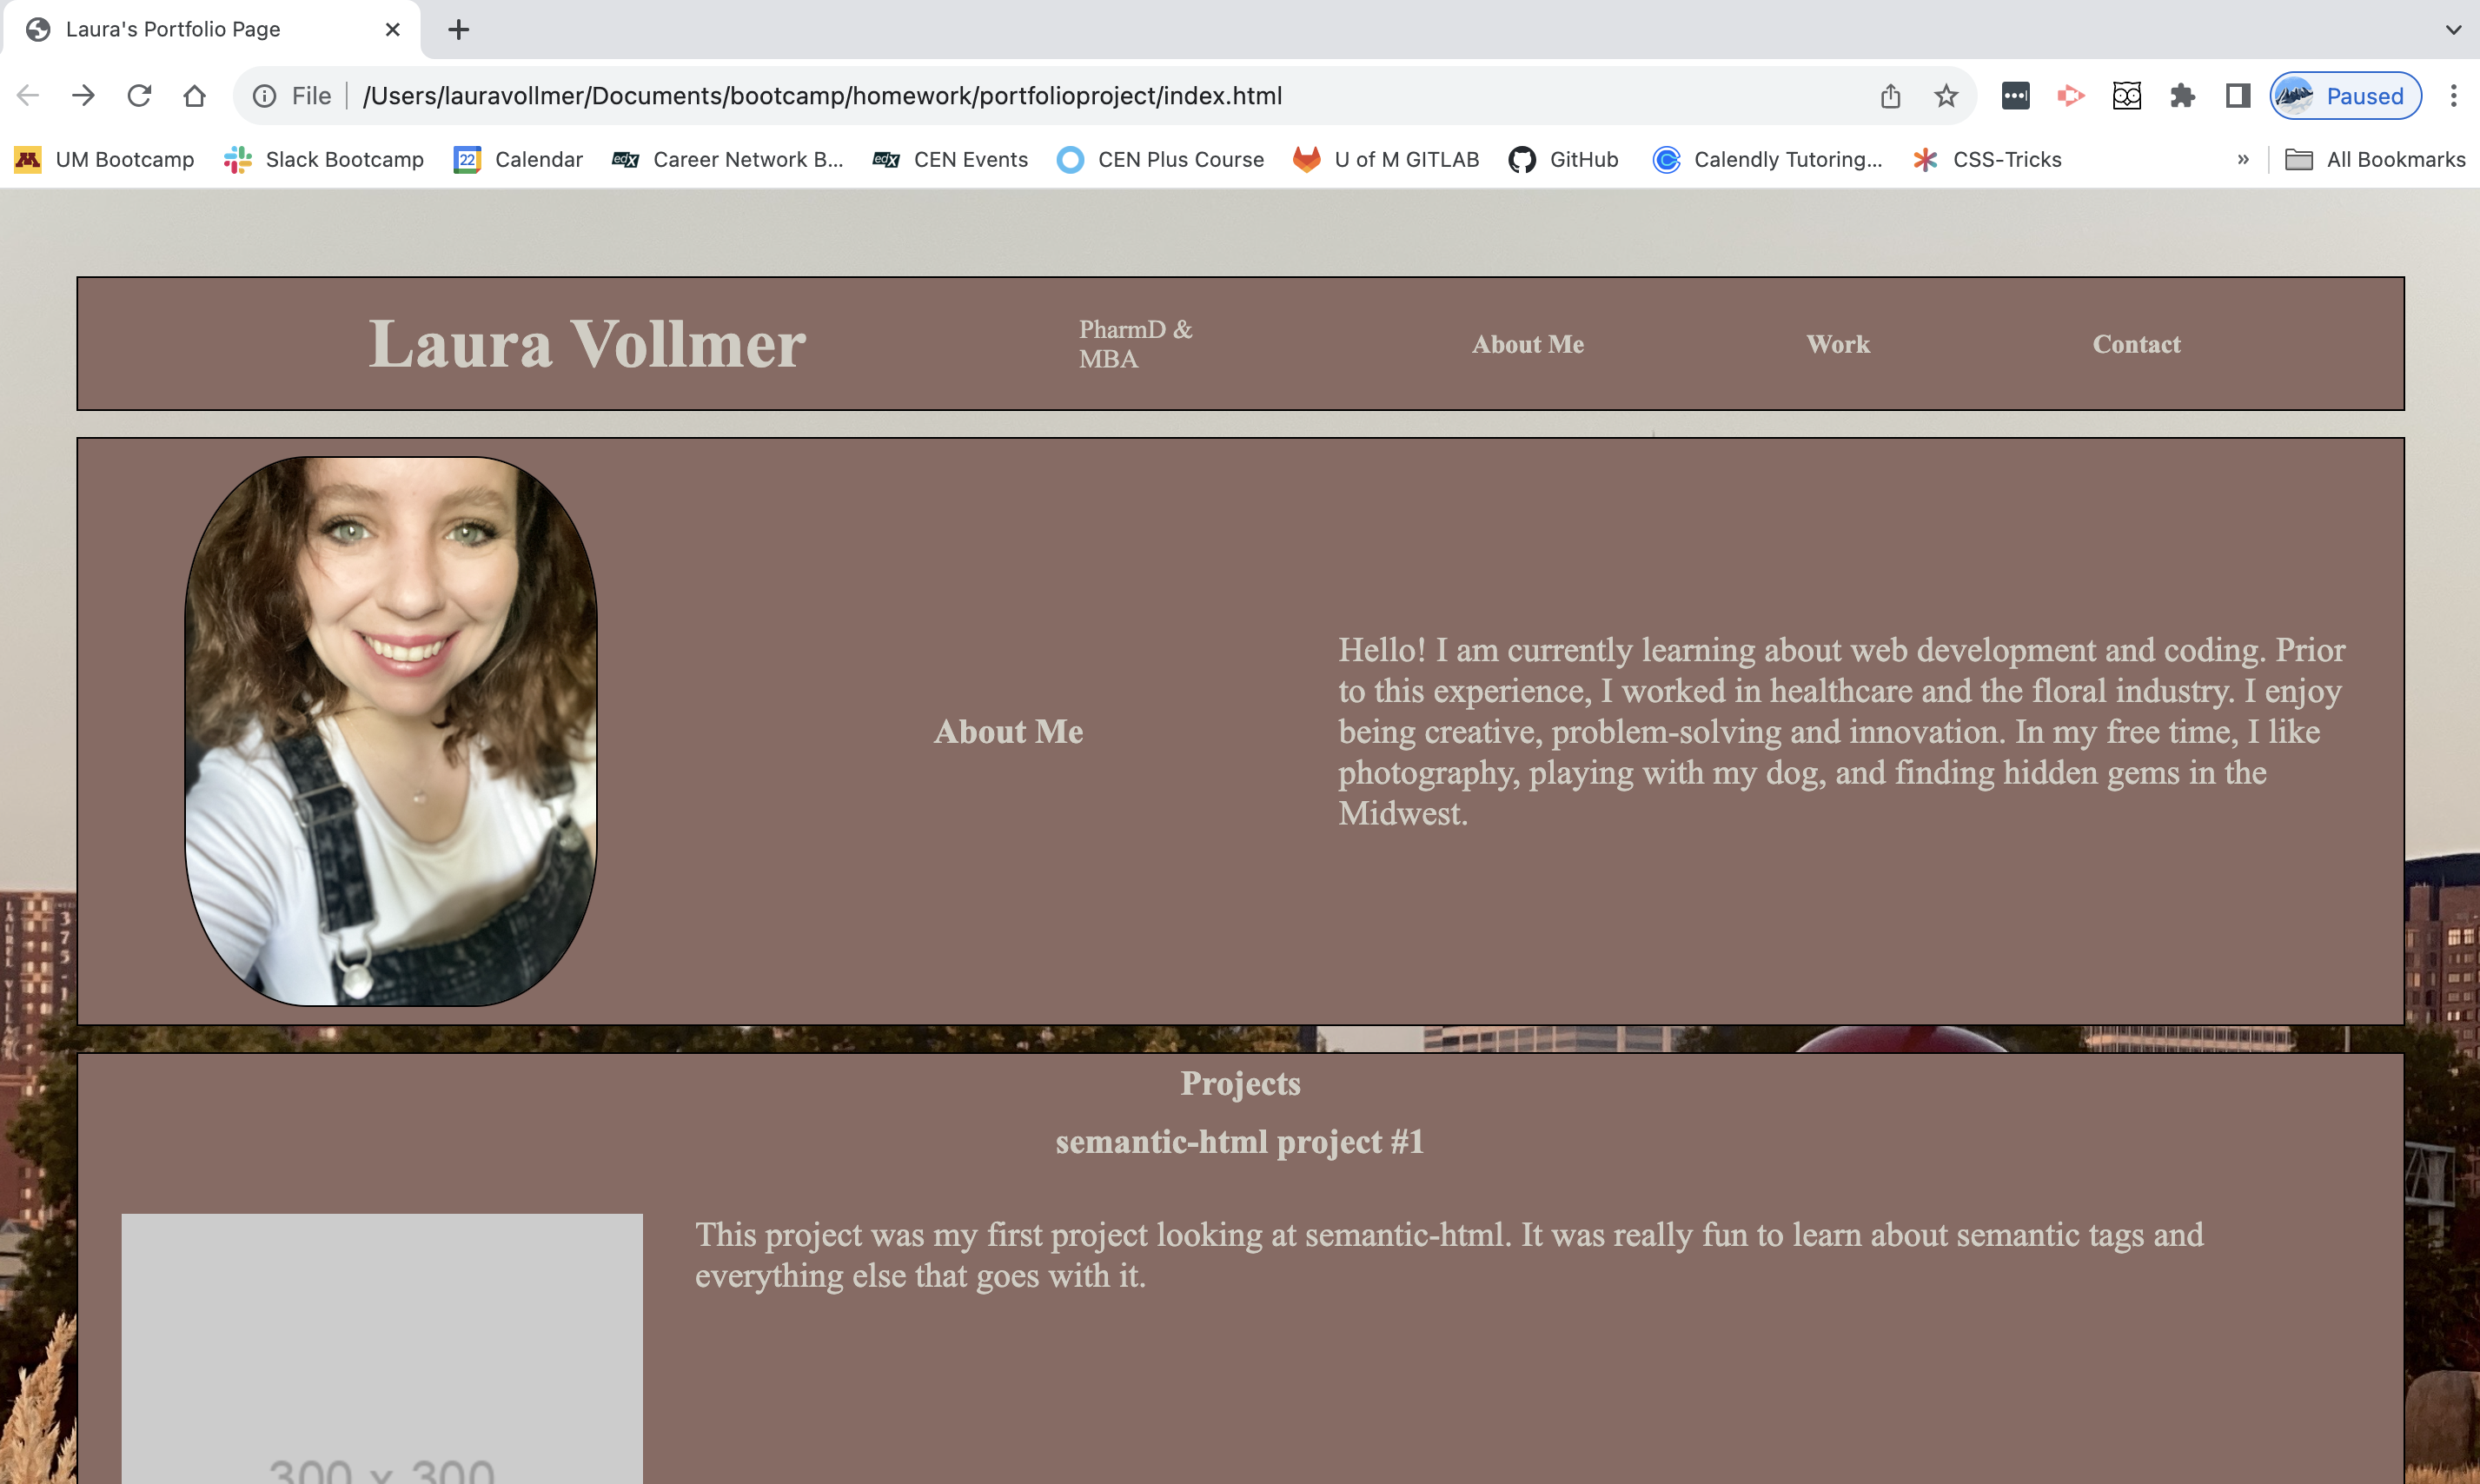 Laura's Portfolio Page
File
/Users/lauravollmer/Documents/bootcamp/homework/portfolioproject/index.html
Paused
UM Bootcamp
Slack Bootcamp
22
Calendar
edX
Career Network B...
edX
CEN Events
CEN Plus Course
U of M GITLAB
GitHub
Calendly Tutoring...
CSS-Tricks
»
All Bookmarks
Laura Vollmer
PharmD &
MBA
About Me
Work
Contact
About Me
Hello! I am currently learning about web development and coding. Prior
to this experience, I worked in healthcare and the floral industry. I enjoy
being creative, problem-solving and innovation. In my free time, I like
photography, playing with my dog, and finding hidden gems in the
Midwest.
Projects
semantic-html project #1
This project was my first project looking at semantic-html. It was really fun to learn about semantic tags and
everything else that goes with it.
300 x 300